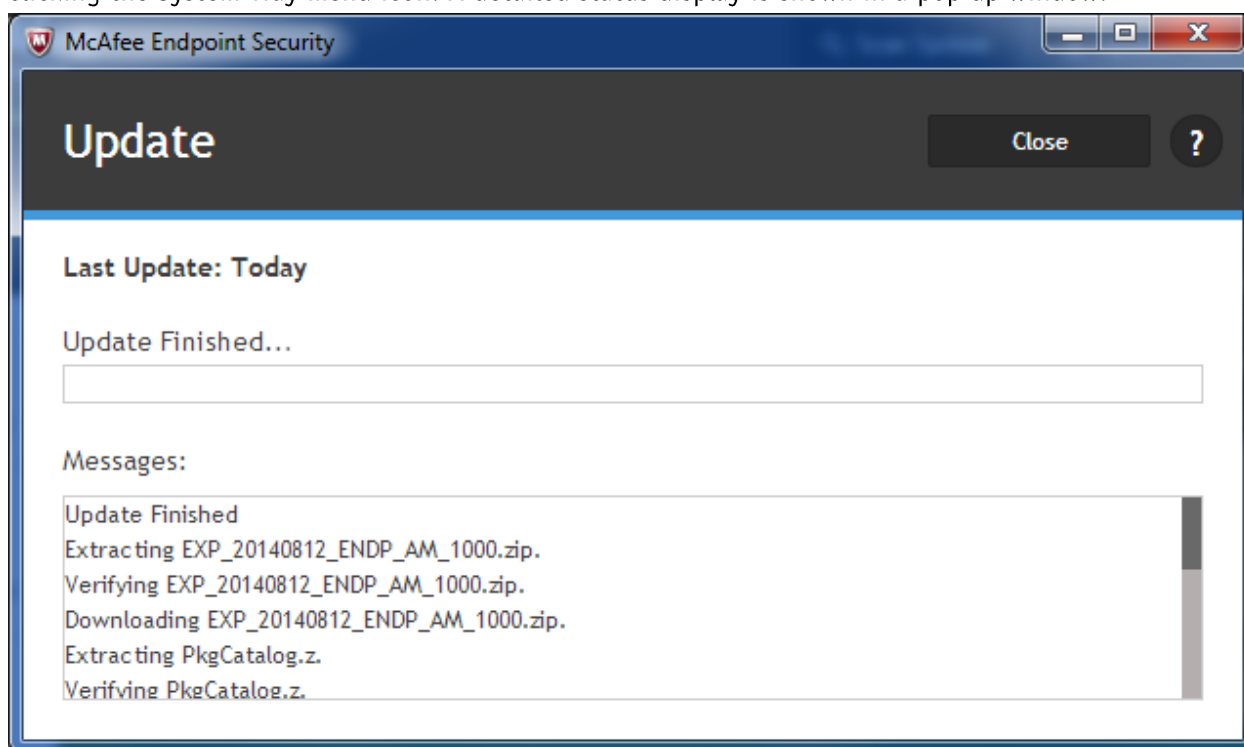 McAfee Endpoint Security
Update
Close
?
Last Update: Today
Update Finished...
Messages:
Update Finished
Extracting EXP_20140812_ENDP_AM_1000.zip.
Verifying EXP_20140812_ENDP_AM_1000.zip.
Downloading EXP_20140812_ENDP_AM_1000.zip.
Extracting PkgCatalog.z.
Verifying PkgCatalog.z.